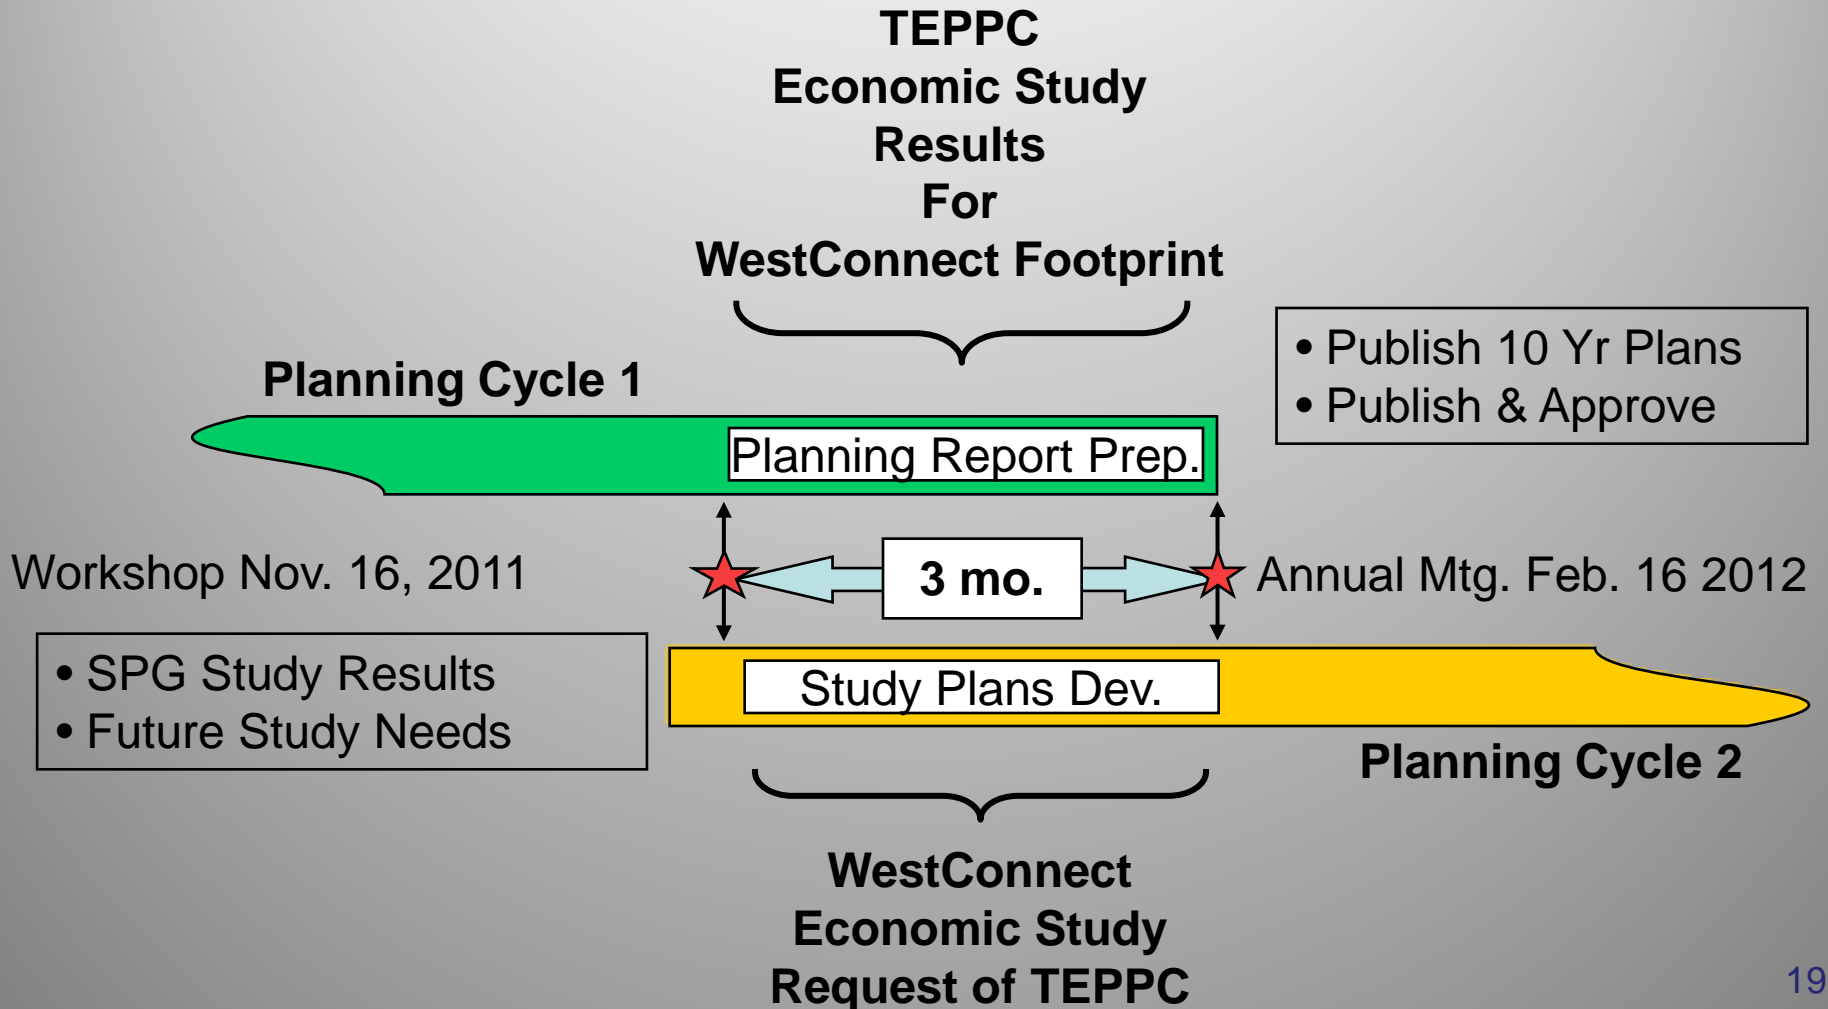 TEPPC
Economic Study
Results
For
WestConnect Footprint
Planning Cycle 1
• Publish 10 Yr Plans
• Publish & Approve
Planning Report Prep.
Workshop Nov. 16, 2011
3 mo.
Annual Mtg. Feb. 16 2012
• SPG Study Results
• Future Study Needs
Study Plans Dev.
Planning Cycle 2
WestConnect
Economic Study
Request of TEPPC
19